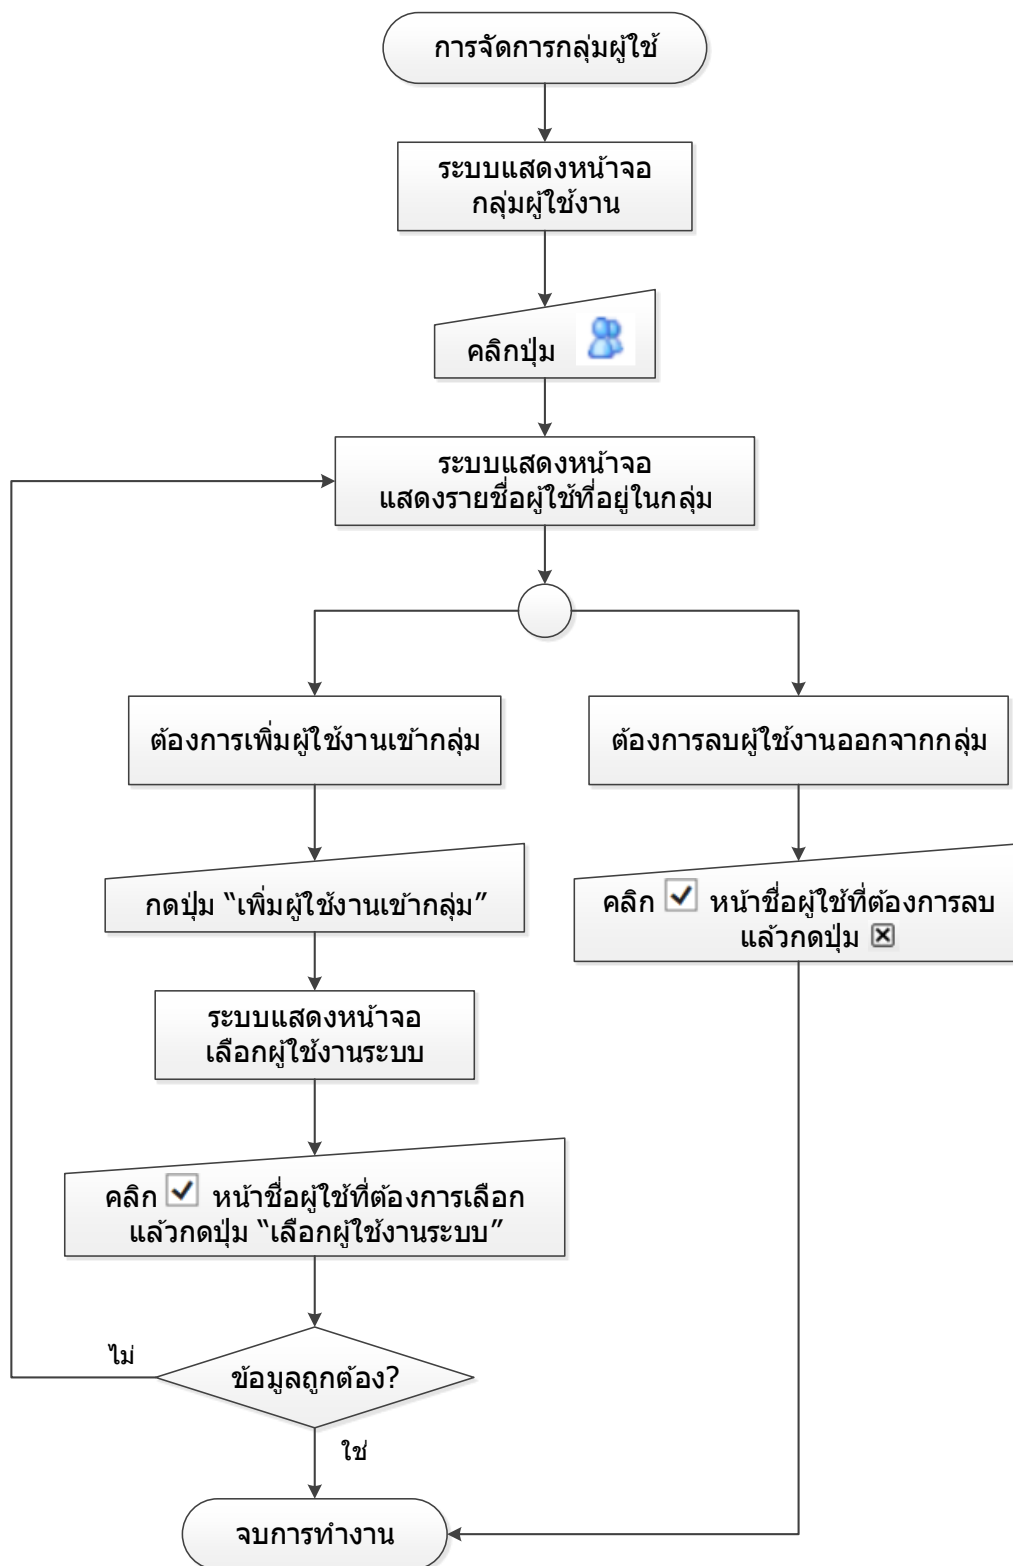 การจัดการกลุ่มผู้ใช้
ระบบแสดงหน้าจอ
กลุ่มผู้ใช้งาน
คลิกปุ่ม
ระบบแสดงหน้าจอ
แสดงรายชื่อผู้ใช้ที่อยู่ในกลุ่ม
ต้องการเพิ่มผู้ใช้งานเข้ากลุ่ม
ต้องการลบผู้ใช้งานออกจากกลุ่ม
กดปุ่ม “เพิ่มผู้ใช้งานเข้ากลุ่ม”
คลิก หน้าชื่อผู้ใช้ที่ต้องการลบ
แล้วกดปุ่ม
ระบบแสดงหน้าจอ
เลือกผู้ใช้งานระบบ
คลิก หน้าชื่อผู้ใช้ที่ต้องการเลือก
แล้วกดปุ่ม “เลือกผู้ใช้งานระบบ”
ไม่
ข้อมูลถูกต้อง?
ใช่
จบการทำงาน